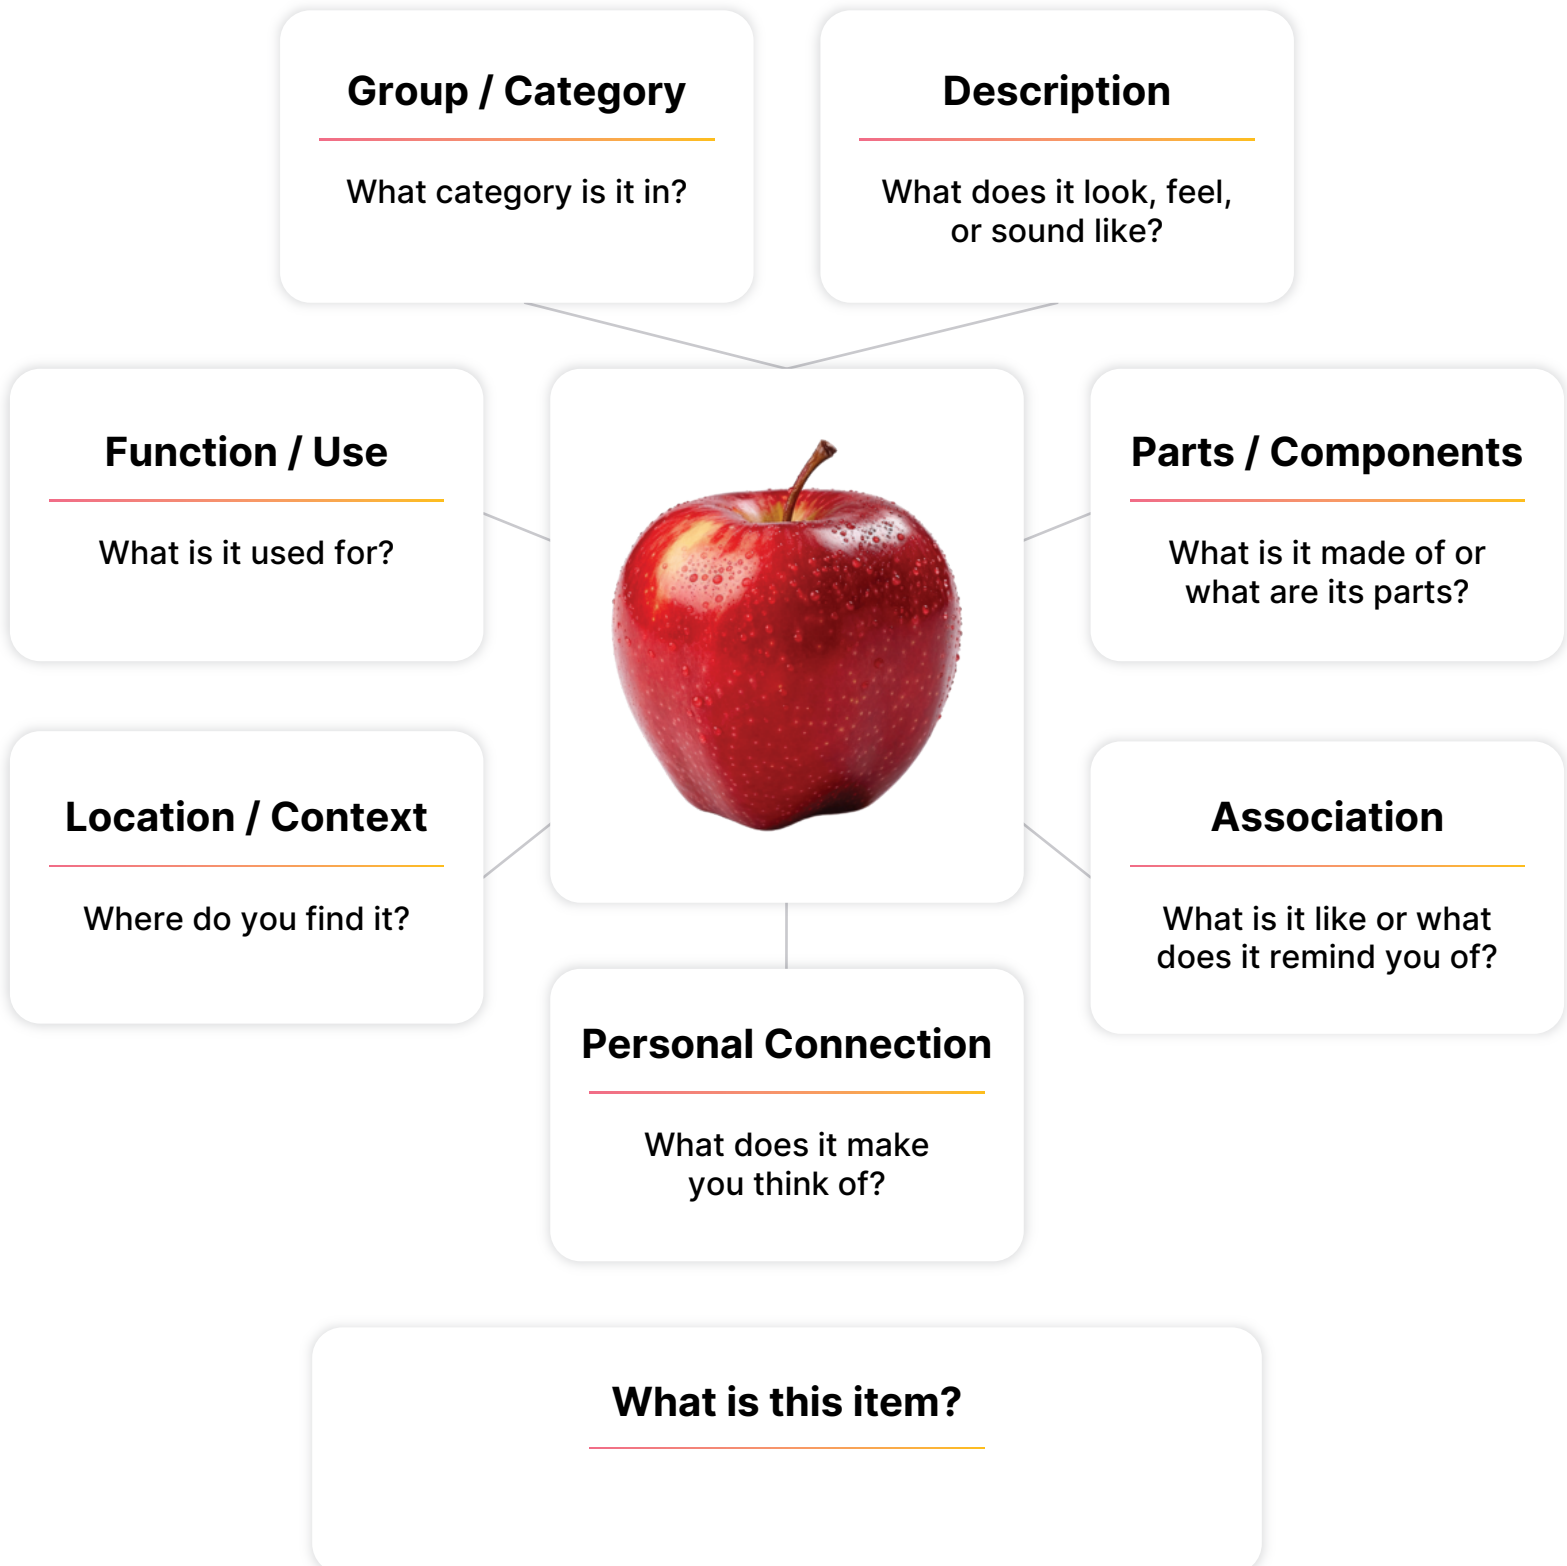 Group / Category
What category is it in?
Description
What does it look, feel,
or sound like?
Function / Use
What is it used for?
Parts / Components
What is it made of or
what are its parts?
Location / Context
Where do you find it?
Association
What is it like or what
does it remind you of?
Personal Connection
What does it make
you think of?
What is this item?